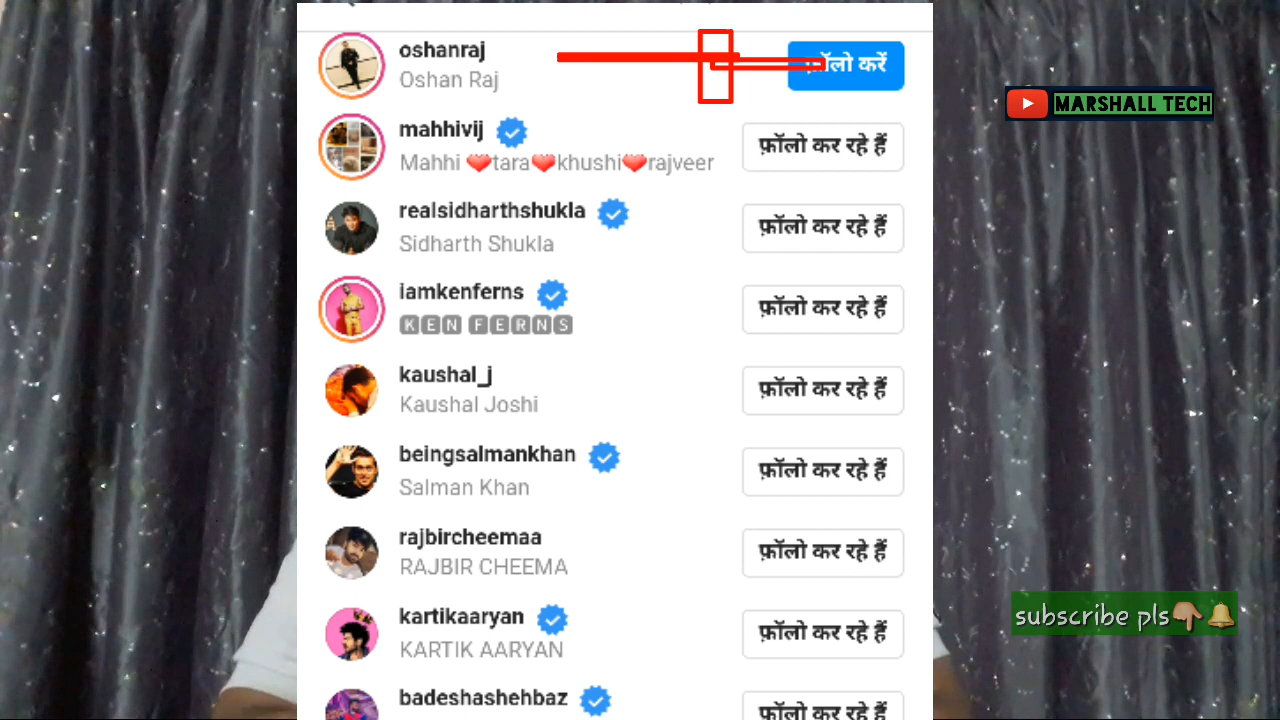 oshanraj
Oshan Raj
फ़ॉलो करें
mahhivij
Mahhi ❤️tara❤️khushi❤️rajveer
फ़ॉलो कर रहे हैं
realsidharthshukla
Sidharth Shukla
फ़ॉलो कर रहे हैं
iamkenferns
🅺🅴🅽 🅵🅴🆁🅽🆂
फ़ॉलो कर रहे हैं
kaushal_j
Kaushal Joshi
फ़ॉलो कर रहे हैं
beingsalmankhan
Salman Khan
फ़ॉलो कर रहे हैं
rajbircheemaa
RAJBIR CHEEMA
फ़ॉलो कर रहे हैं
kartikaaryan
KARTIK AARYAN
फ़ॉलो कर रहे हैं
badeshashehbaz
फ़ॉलो कर रहे हैं
MARSHALL TECH
subscribe pls👇🏽🔔